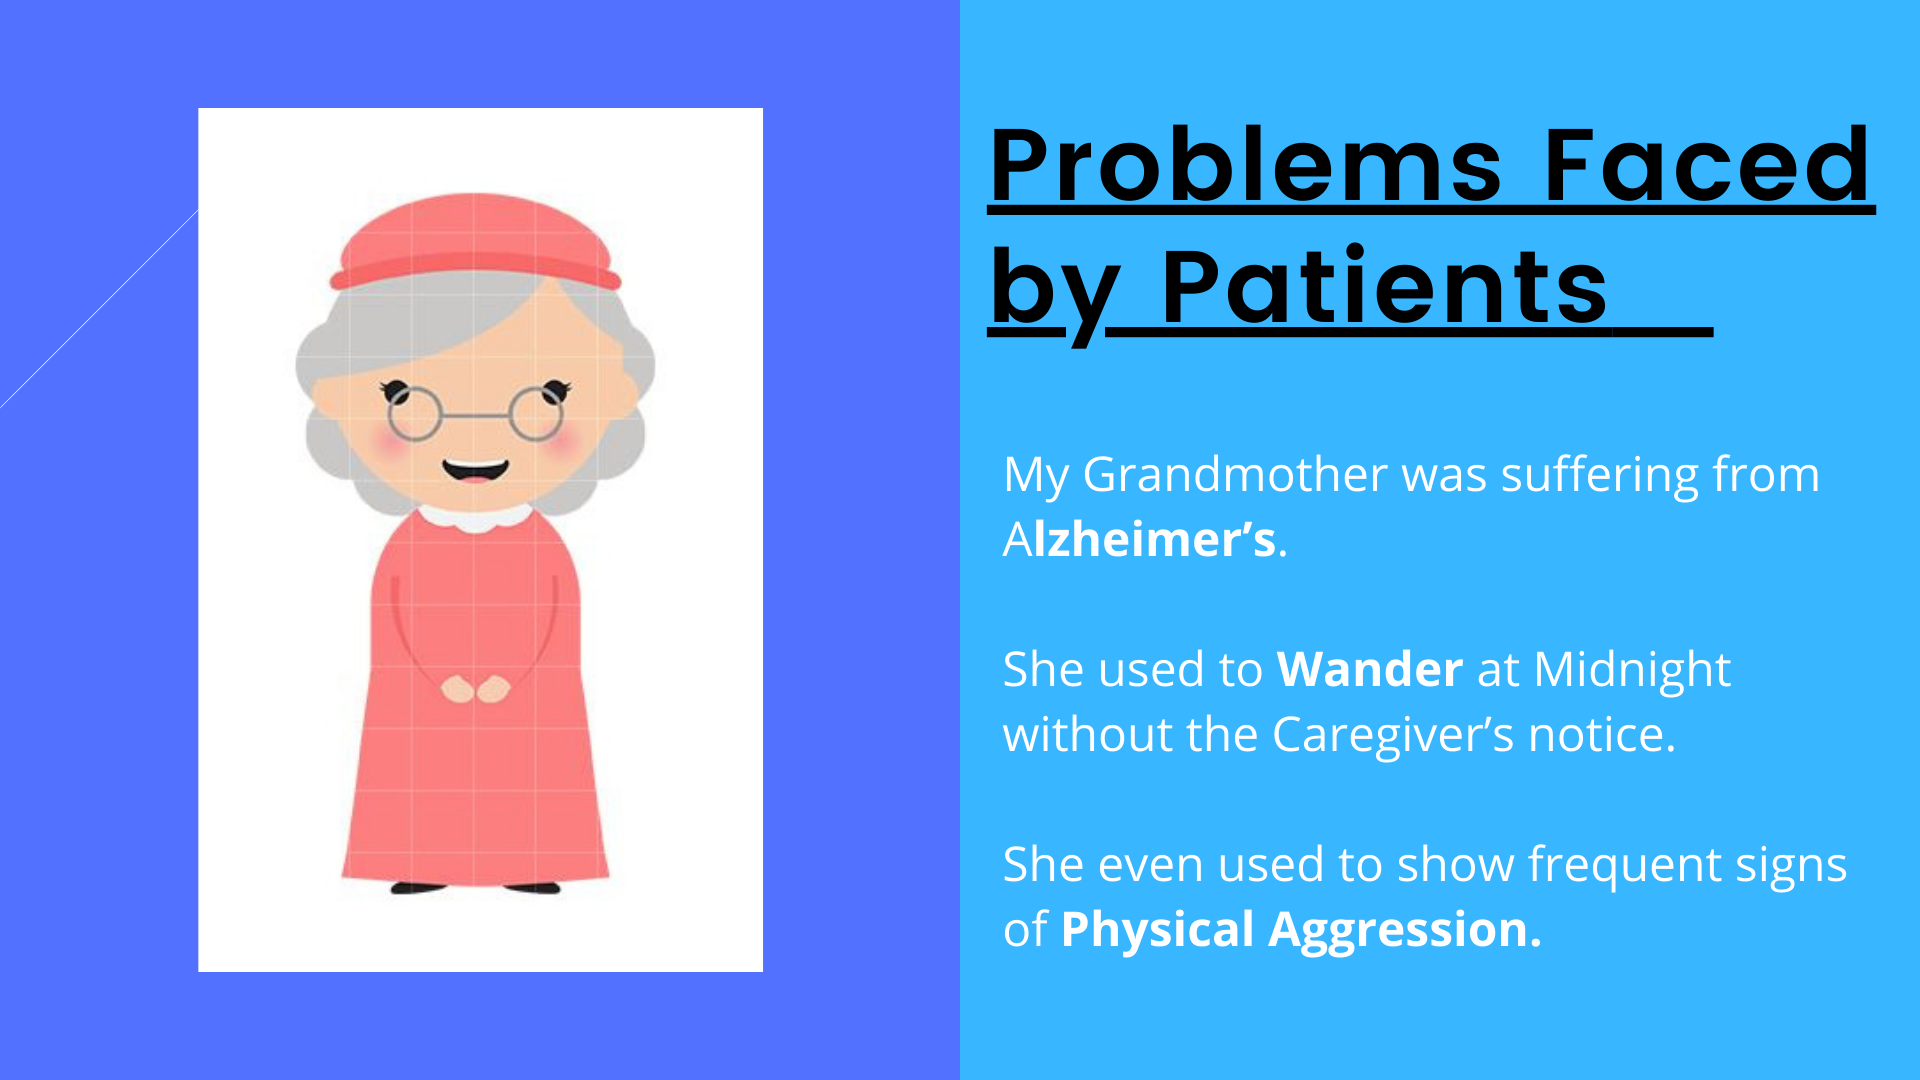 Problems Faced
by Patients
My Grandmother was suffering from
Alzheimer’s.
She used to Wander at Midnight
without the Caregiver’s notice.
She even used to show frequent signs
of Physical Aggression.